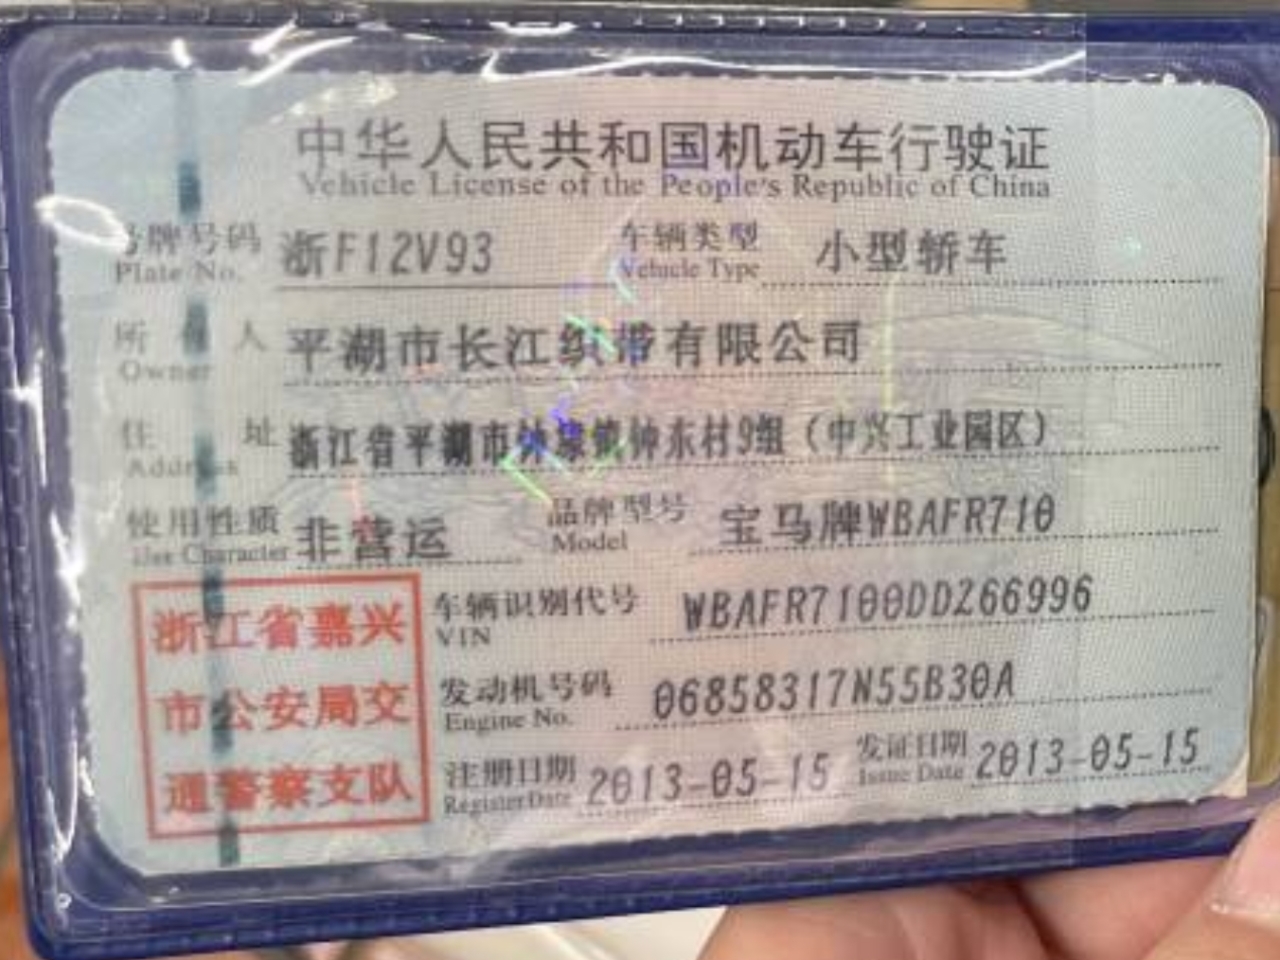 中华人民共和国机动车行驶证
Vehicle License of the People's Republic of China
号牌号码 浙F12V93 车辆类型 小型轿车
Plate No. Vehicle Type
所有人 平湖市长江织带有限公司
Owner
住址 浙江省平湖市钟埭镇钟东村9组（中兴工业园区）
Address
使用性质 非营运 品牌型号 宝马牌WBAFR710
Use Character Model
浙江省嘉兴
市公安局交
通警察支队
车辆识别代号 WBAFR7100DDZ66996
VIN
发动机号码 06858317N55B30A
Engine No.
注册日期 2013-05-15 发证日期 2013-05-15
Register Date Issue Date